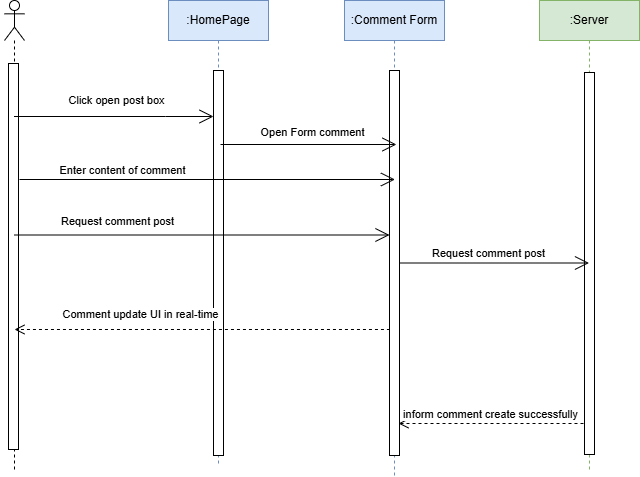 :HomePage
:Comment Form
:Server
Click open post box
Open Form comment
Enter content of comment
Request comment post
Request comment post
Comment update UI in real-time
inform comment create successfully